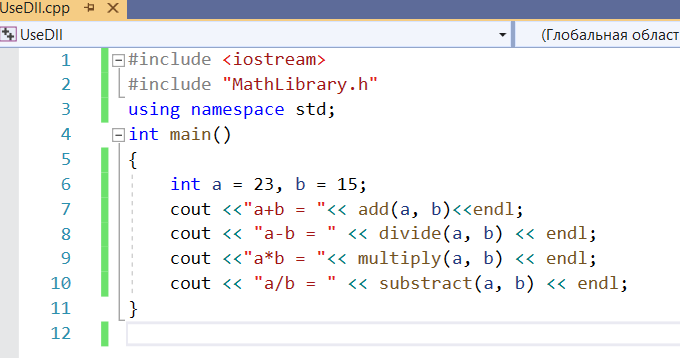 UseDll.cpp
UseDll (Глобальная област
1 #include <iostream>
2 #include "MathLibrary.h"
3 using namespace std;
4 int main()
5 {
6 int a = 23, b = 15;
7 cout <<"a+b = "<< add(a, b)<<endl;
8 cout << "a-b = " << divide(a, b) << endl;
9 cout <<"a*b = "<< multiply(a, b) << endl;
10 cout << "a/b = " << substract(a, b) << endl;
11 }
12